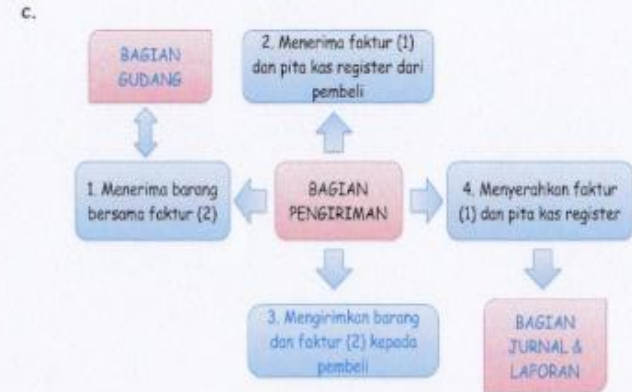 c.
BAGIAN
GUDANG
2. Menerima faktur (1)
dan pita kas register dari
pembeli
1. Menerima barang
bersama faktur (2)
BAGIAN
PENGIRIMAN
4. Menyerahkan faktur
(1) dan pita kas register
3. Mengirimkan barang
dan faktur (2) kepada
pembeli
BAGIAN
JURNAL &
LAPORAN